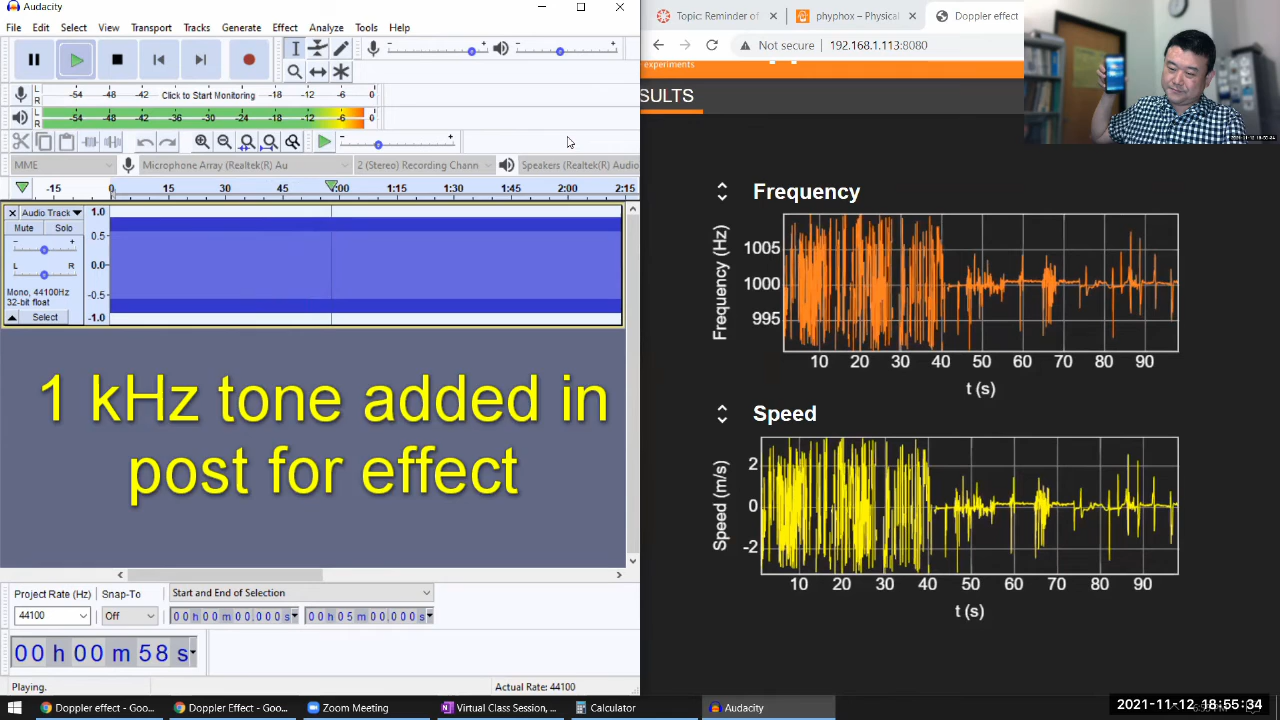 Audacity
File Edit Select View Transport Tracks Generate Effect Analyze Tools Help
L R -54 -48 -42 Click to Start Monitoring -12 -6 0
L R -54 -48 -42 -36 -30 -24 -18 -12 -6 0
MME Microphone Array (Realtek(R) Au 2 (Stereo) Recording Chann Speakers (Realtek(R) Audio
-15 0 15 30 45 1:00 1:15 1:30 1:45 2:00 2:15
Audio Track
Mute Solo
L R
Mono, 44100Hz
32-bit float
Select
1.0
0.5
0.0
-0.5
-1.0
1 kHz tone added in
post for effect
Project Rate (Hz) Snap-To Start and End of Selection
44100 Off 00 h 00 m 00.000 s 00 h 05 m 00.000 s
00 h 00 m 58 s
Playing. Actual Rate: 44100
Topic: Reminder of phyphox – Physical Doppler effect
Not secure 192.168.1.113:8080
experiments
SULTS
Frequency
Frequency (Hz)
1005
1000
995
10 20 30 40 50 60 70 80 90
t (s)
Speed
Speed (m/s)
2
0
-2
10 20 30 40 50 60 70 80 90
t (s)
Doppler effect - Goo... Doppler Effect - Goo... Zoom Meeting Virtual Class Session, ... Calculator Audacity
2021-11-12 18:55:34